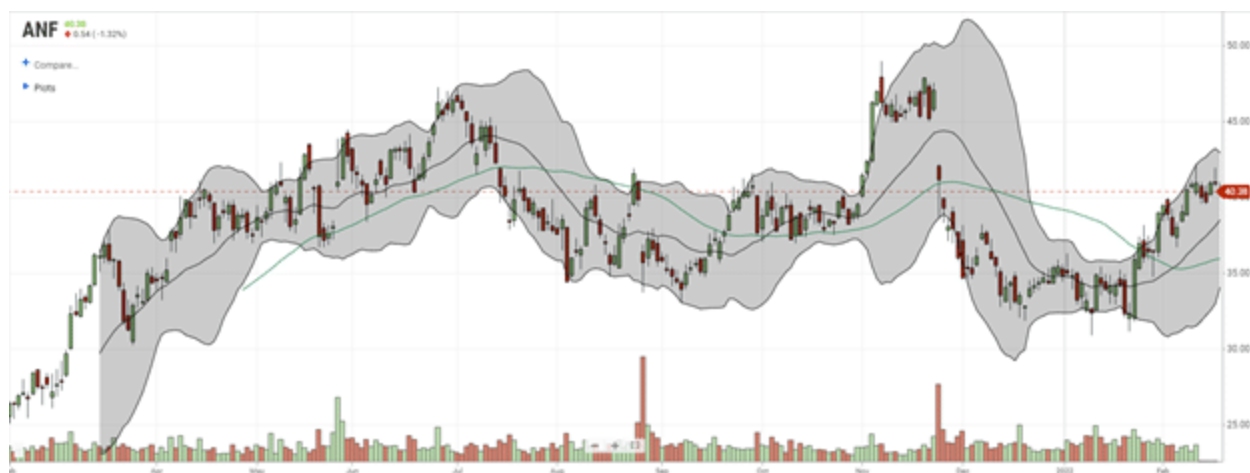 ANF 40.38
0.54 (-1.32%)
Compare...
Plots
50.00
45.00
40.38
35.00
30.00
25.00
Apr May Jun Jul Aug Sep Oct Nov Dec 2022 Feb